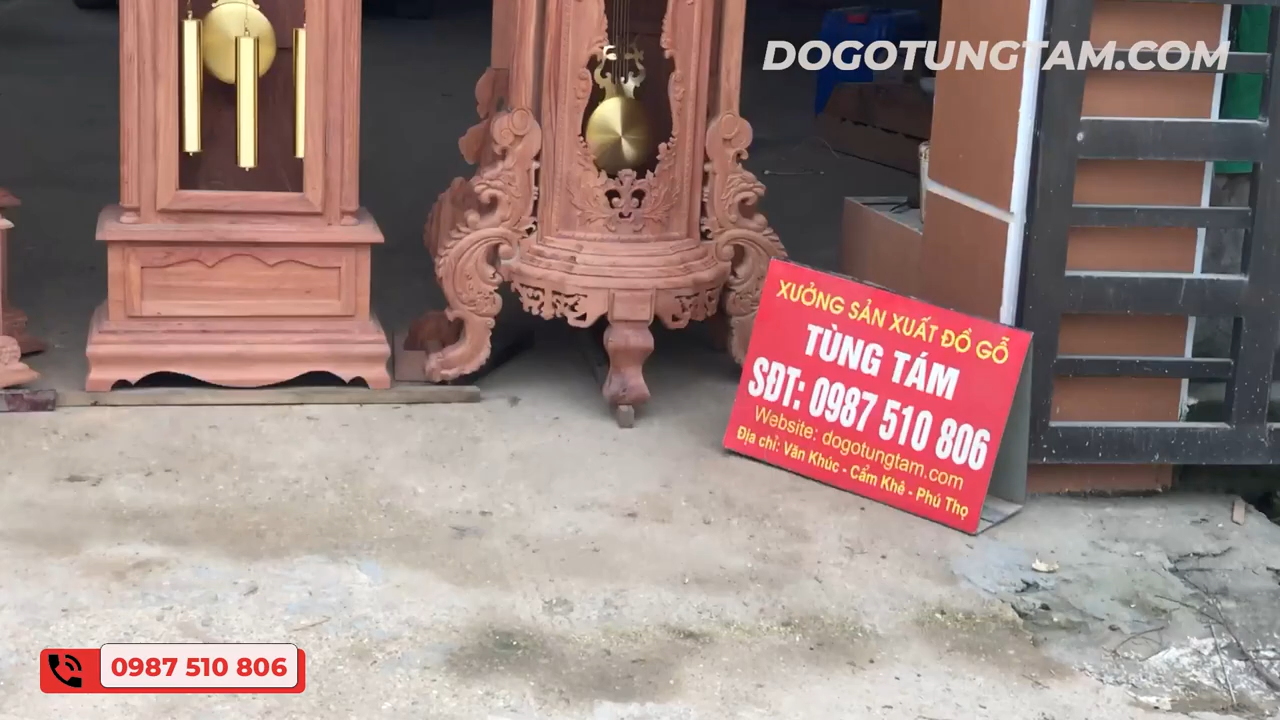 DOGOTUNGTAM.COM
XƯỞNG SẢN XUẤT ĐỒ GỖ
TÙNG TÁM
SĐT: 0987 510 806
Website: dogotungtam.com
Địa chỉ: Văn Khúc - Cẩm Khê - Phú Thọ
0987 510 806